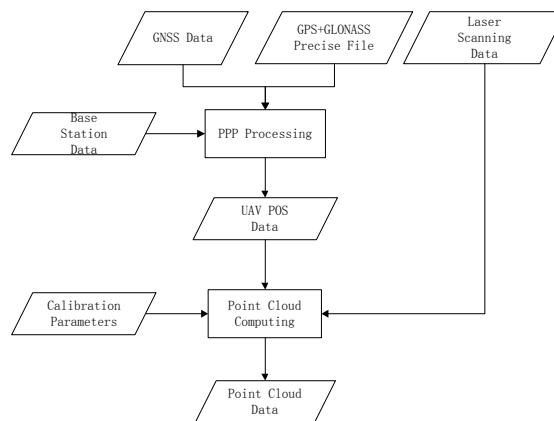 GNSS Data
GPS+GLONASS
Precise File
Laser
Scanning
Data
Base
Station
Data
PPP Processing
UAV POS
Data
Calibration
Parameters
Point Cloud
Computing
Point Cloud
Data